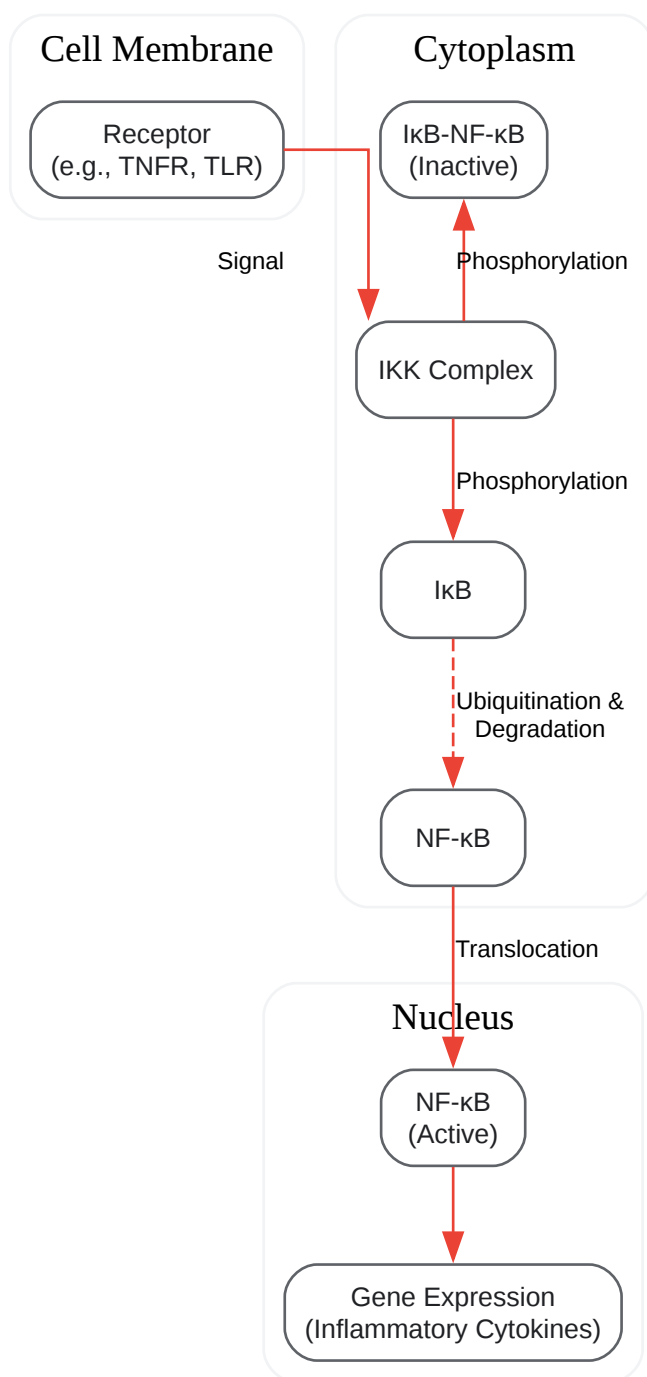 Cell Membrane
Cytoplasm
Receptor
(e.g., TNFR, TLR)
IκB-NF-κB
(Inactive)
Signal
Phosphorylation
IKK Complex
Phosphorylation
IκB
Ubiquitination &
Degradation
NF-κB
Translocation
Nucleus
NF-κB
(Active)
Gene Expression
(Inflammatory Cytokines)